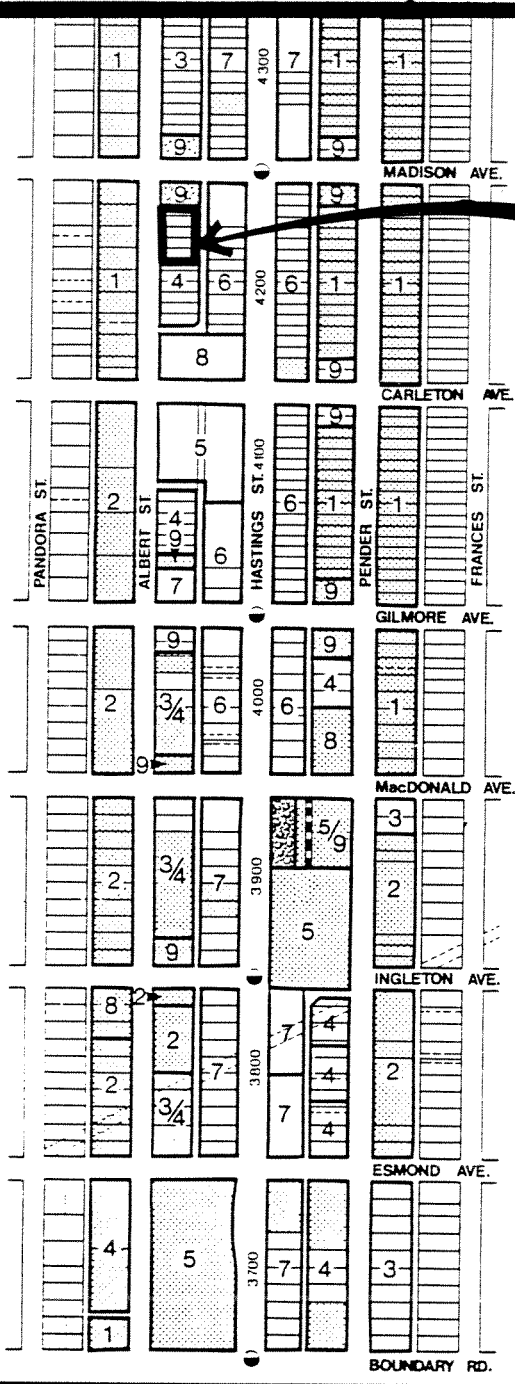 1 3 7 4300 7 1 1
9 9
MADISON AVE.
9 9
1 4 6 4200 6 1 1
8 9
CARLETON AVE.
9
5 4100
PANDORA ST. 2 ALBERT ST. 4 HASTINGS ST. 6 1 PENDER ST. 1 FRANCES ST.
9
1 6
7 9
GILMORE AVE.
9 9
2 3/4 6 4000 6 4 1
9 8
MacDONALD AVE.
5/9 3
2 3/4 7 3900 2
9 5
INGLETON AVE.
8 2 7 4
2 7 3800 4 2
2 3/4 7 4
ESMOND AVE.
4 5 3700 7 4 3
1
BOUNDARY RD.